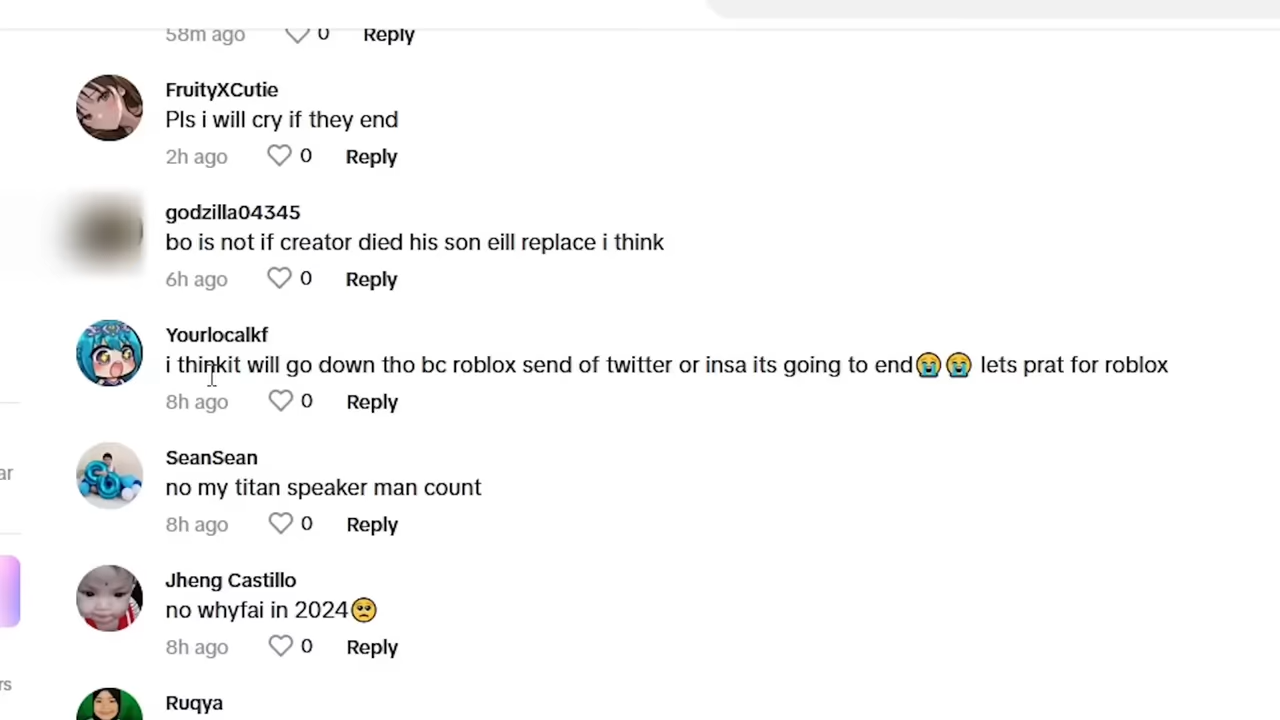 58m ago 0 Reply
FruityXCutie
Pls i will cry if they end
2h ago 0 Reply
godzilla04345
bo is not if creator died his son eill replace i think
6h ago 0 Reply
Yourlocalkf
i thinkit will go down tho bc roblox send of twitter or insa its going to end😭😭 lets prat for roblox
8h ago 0 Reply
ar
SeanSean
no my titan speaker man count
8h ago 0 Reply
Jheng Castillo
no whyfai in 2024🥺
8h ago 0 Reply
rs
Ruqya